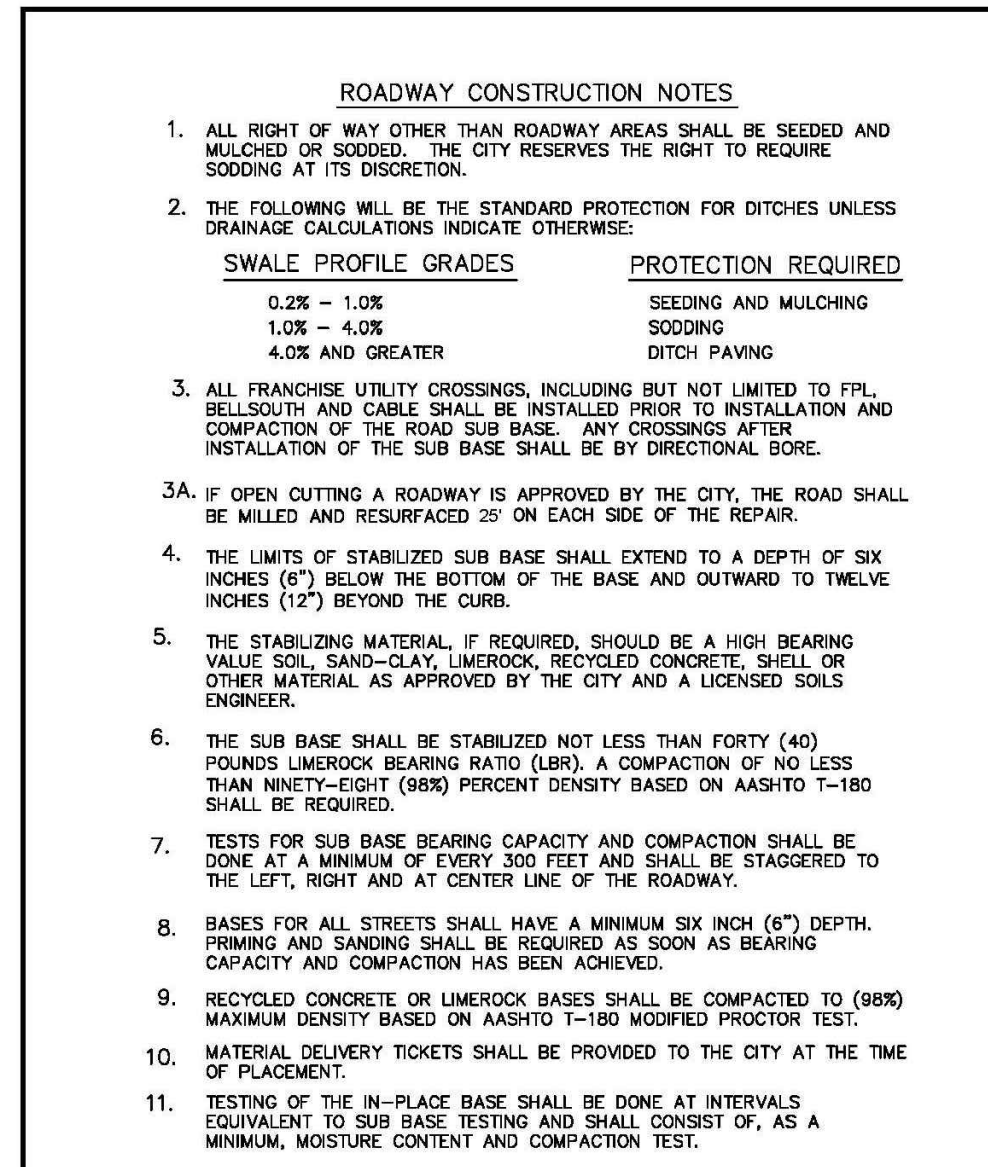 ROADWAY CONSTRUCTION NOTES
1. ALL RIGHT OF WAY OTHER THAN ROADWAY AREAS SHALL BE SEEDED AND
MULCHED OR SODDED. THE CITY RESERVES THE RIGHT TO REQUIRE
SODDING AT ITS DISCRETION.
2. THE FOLLOWING WILL BE THE STANDARD PROTECTION FOR DITCHES UNLESS
DRAINAGE CALCULATIONS INDICATE OTHERWISE:
SWALE PROFILE GRADES PROTECTION REQUIRED
0.2% – 1.0% SEEDING AND MULCHING
1.0% – 4.0% SODDING
4.0% AND GREATER DITCH PAVING
3. ALL FRANCHISE UTILITY CROSSINGS, INCLUDING BUT NOT LIMITED TO FPL,
BELLSOUTH AND CABLE SHALL BE INSTALLED PRIOR TO INSTALLATION AND
COMPACTION OF THE ROAD SUB BASE. ANY CROSSINGS AFTER
INSTALLATION OF THE SUB BASE SHALL BE BY DIRECTIONAL BORE.
3A. IF OPEN CUTTING A ROADWAY IS APPROVED BY THE CITY, THE ROAD SHALL
BE MILLED AND RESURFACED 25' ON EACH SIDE OF THE REPAIR.
4. THE LIMITS OF STABILIZED SUB BASE SHALL EXTEND TO A DEPTH OF SIX
INCHES (6") BELOW THE BOTTOM OF THE BASE AND OUTWARD TO TWELVE
INCHES (12") BEYOND THE CURB.
5. THE STABILIZING MATERIAL, IF REQUIRED, SHOULD BE A HIGH BEARING
VALUE SOIL, SAND–CLAY, LIMEROCK, RECYCLED CONCRETE, SHELL OR
OTHER MATERIAL AS APPROVED BY THE CITY AND A LICENSED SOILS
ENGINEER.
6. THE SUB BASE SHALL BE STABILIZED NOT LESS THAN FORTY (40)
POUNDS LIMEROCK BEARING RATIO (LBR). A COMPACTION OF NO LESS
THAN NINETY–EIGHT (98%) PERCENT DENSITY BASED ON AASHTO T–180
SHALL BE REQUIRED.
7. TESTS FOR SUB BASE BEARING CAPACITY AND COMPACTION SHALL BE
DONE AT A MINIMUM OF EVERY 300 FEET AND SHALL BE STAGGERED TO
THE LEFT, RIGHT AND AT CENTER LINE OF THE ROADWAY.
8. BASES FOR ALL STREETS SHALL HAVE A MINIMUM SIX INCH (6") DEPTH.
PRIMING AND SANDING SHALL BE REQUIRED AS SOON AS BEARING
CAPACITY AND COMPACTION HAS BEEN ACHIEVED.
9. RECYCLED CONCRETE OR LIMEROCK BASES SHALL BE COMPACTED TO (98%)
MAXIMUM DENSITY BASED ON AASHTO T–180 MODIFIED PROCTOR TEST.
10. MATERIAL DELIVERY TICKETS SHALL BE PROVIDED TO THE CITY AT THE TIME
OF PLACEMENT.
11. TESTING OF THE IN–PLACE BASE SHALL BE DONE AT INTERVALS
EQUIVALENT TO SUB BASE TESTING AND SHALL CONSIST OF, AS A
MINIMUM, MOISTURE CONTENT AND COMPACTION TEST.